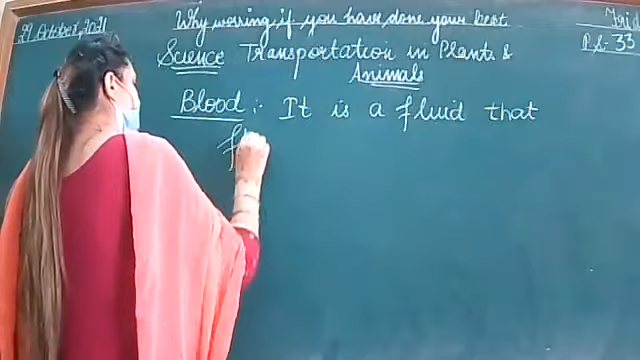 29, October, 2021
Why worring if you have done your best
Frid
P.S- 33
Science Transportation in Plants &
Animals
Blood :- It is a fluid that